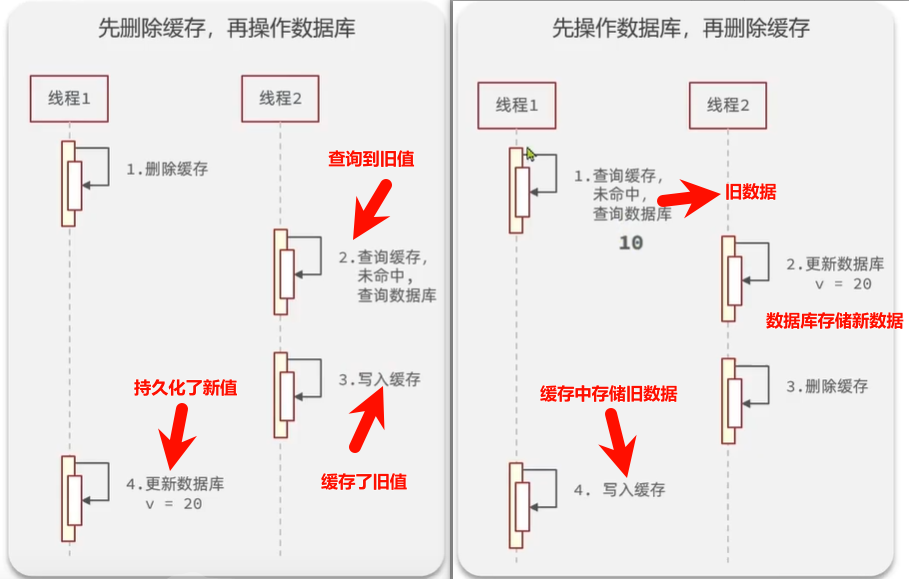 先删除缓存，再操作数据库
线程1
线程2
查询到旧值
1.删除缓存
2.查询缓存，
未命中，
查询数据库
持久化了新值
3.写入缓存
缓存了旧值
4.更新数据库
v = 20
先操作数据库，再删除缓存
线程1
线程2
1.查询缓存，
未命中，
查询数据库
旧数据
10
2.更新数据库
v = 20
数据库存储新数据
缓存中存储旧数据
3.删除缓存
4. 写入缓存